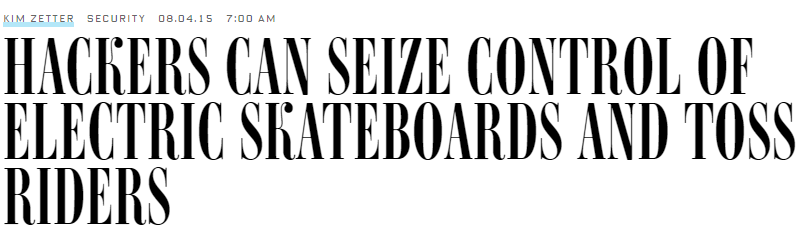 KIM ZETTER SECURITY 08.04.15 7:00 AM
HACKERS CAN SEIZE CONTROL OF
ELECTRIC SKATEBOARDS AND TOSS
RIDERS